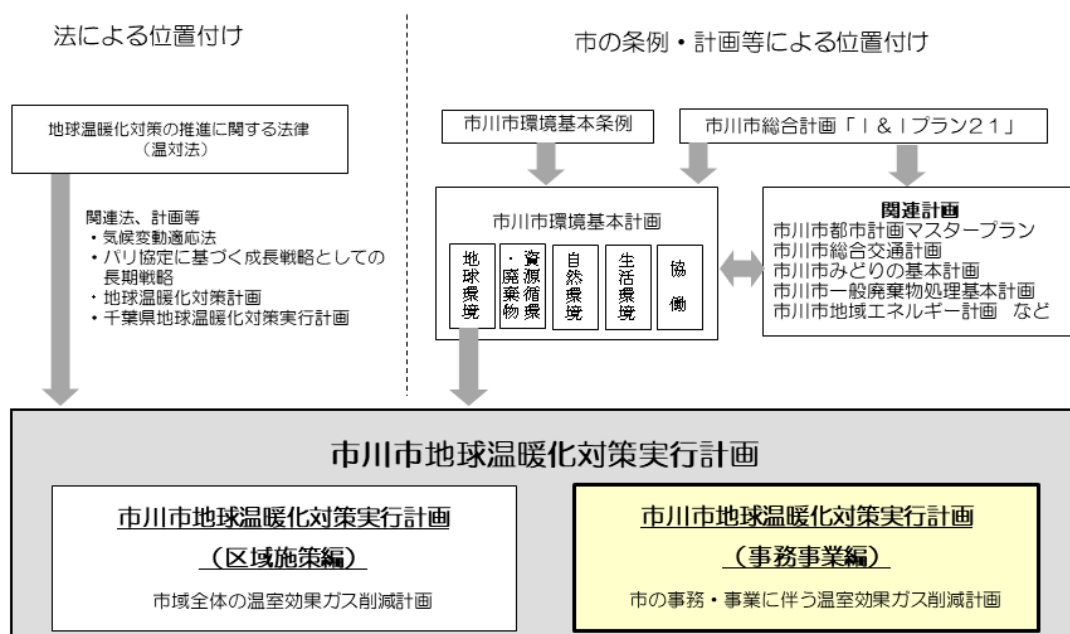 法による位置付け
市の条例・計画等による位置付け
地球温暖化対策の推進に関する法律
（温対法）
関連法、計画等
・気候変動適応法
・パリ協定に基づく成長戦略としての
長期戦略
・地球温暖化対策計画
・千葉県地球温暖化対策実行計画
市川市環境基本条例
市川市総合計画「Ｉ＆Ｉプラン２１」
市川市環境基本計画
地球環境
資源循環
・廃棄物
自然環境
生活環境
協働
関連計画
市川市都市計画マスタープラン
市川市総合交通計画
市川市みどりの基本計画
市川市一般廃棄物処理基本計画
市川市地域エネルギー計画　など
市川市地球温暖化対策実行計画
市川市地球温暖化対策実行計画
（区域施策編）
市域全体の温室効果ガス削減計画
市川市地球温暖化対策実行計画
（事務事業編）
市の事務・事業に伴う温室効果ガス削減計画